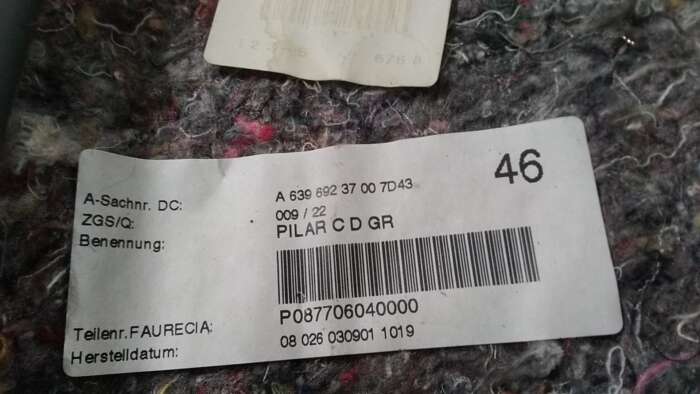 A-Sachnr. DC: A 639 692 37 00 7D43 46
ZGS/Q: 009 / 22
Benennung: PILAR C D GR
Teilenr.FAURECIA: P087706040000
Herstelldatum: 08 026 030901 1019